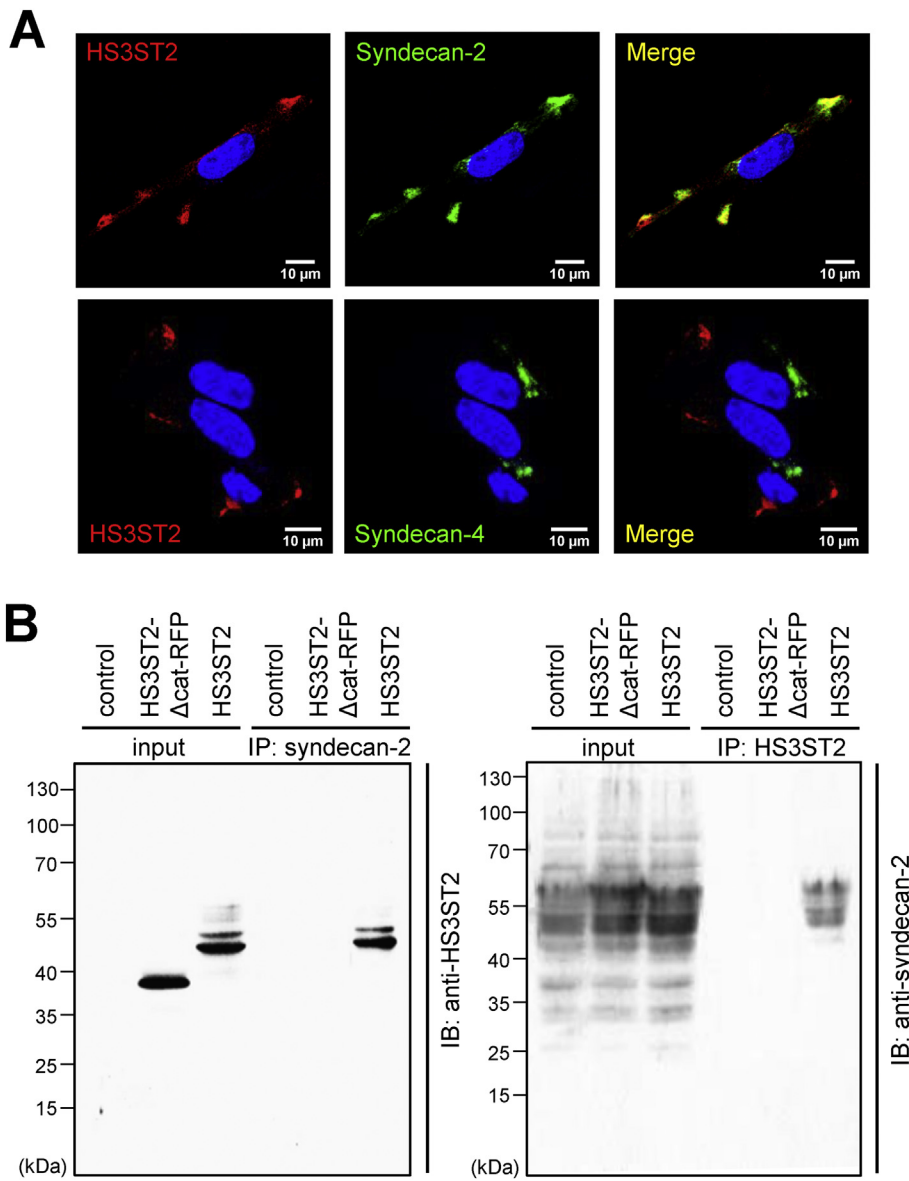 A
HS3ST2
Syndecan-2
Merge
10 µm
10 µm
10 µm
HS3ST2
Syndecan-4
Merge
10 µm
10 µm
10 µm
B
control
HS3ST2-
Δcat-RFP
HS3ST2
control
HS3ST2-
Δcat-RFP
HS3ST2
input
IP: syndecan-2
130
100
70
55
40
35
25
15
(kDa)
IB: anti-HS3ST2
control
HS3ST2-
Δcat-RFP
HS3ST2
control
HS3ST2-
Δcat-RFP
HS3ST2
input
IP: HS3ST2
130
100
70
55
40
35
25
15
(kDa)
IB: anti-syndecan-2